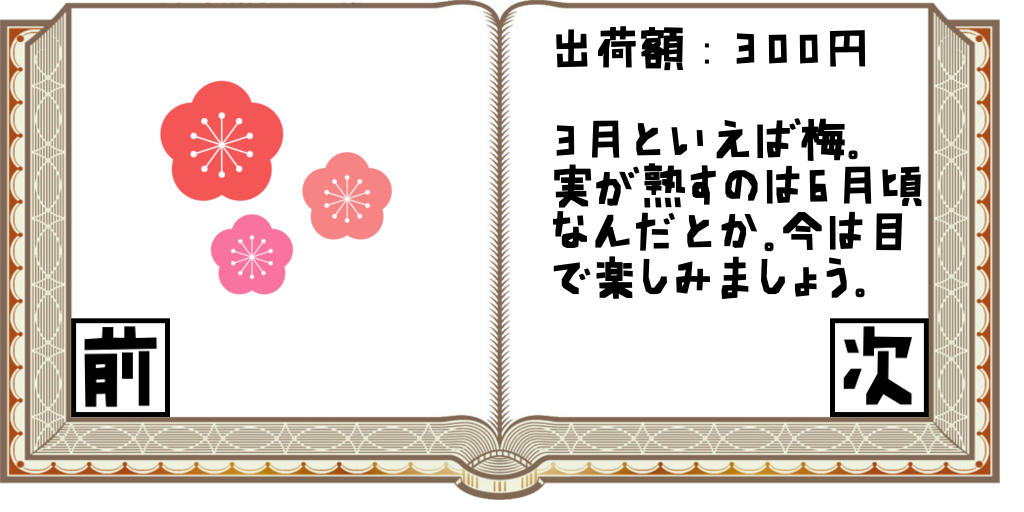 出荷額：300円
3月といえば梅。
実が熟すのは6月頃
なんだとか。今は目
で楽しみましょう。
前
次